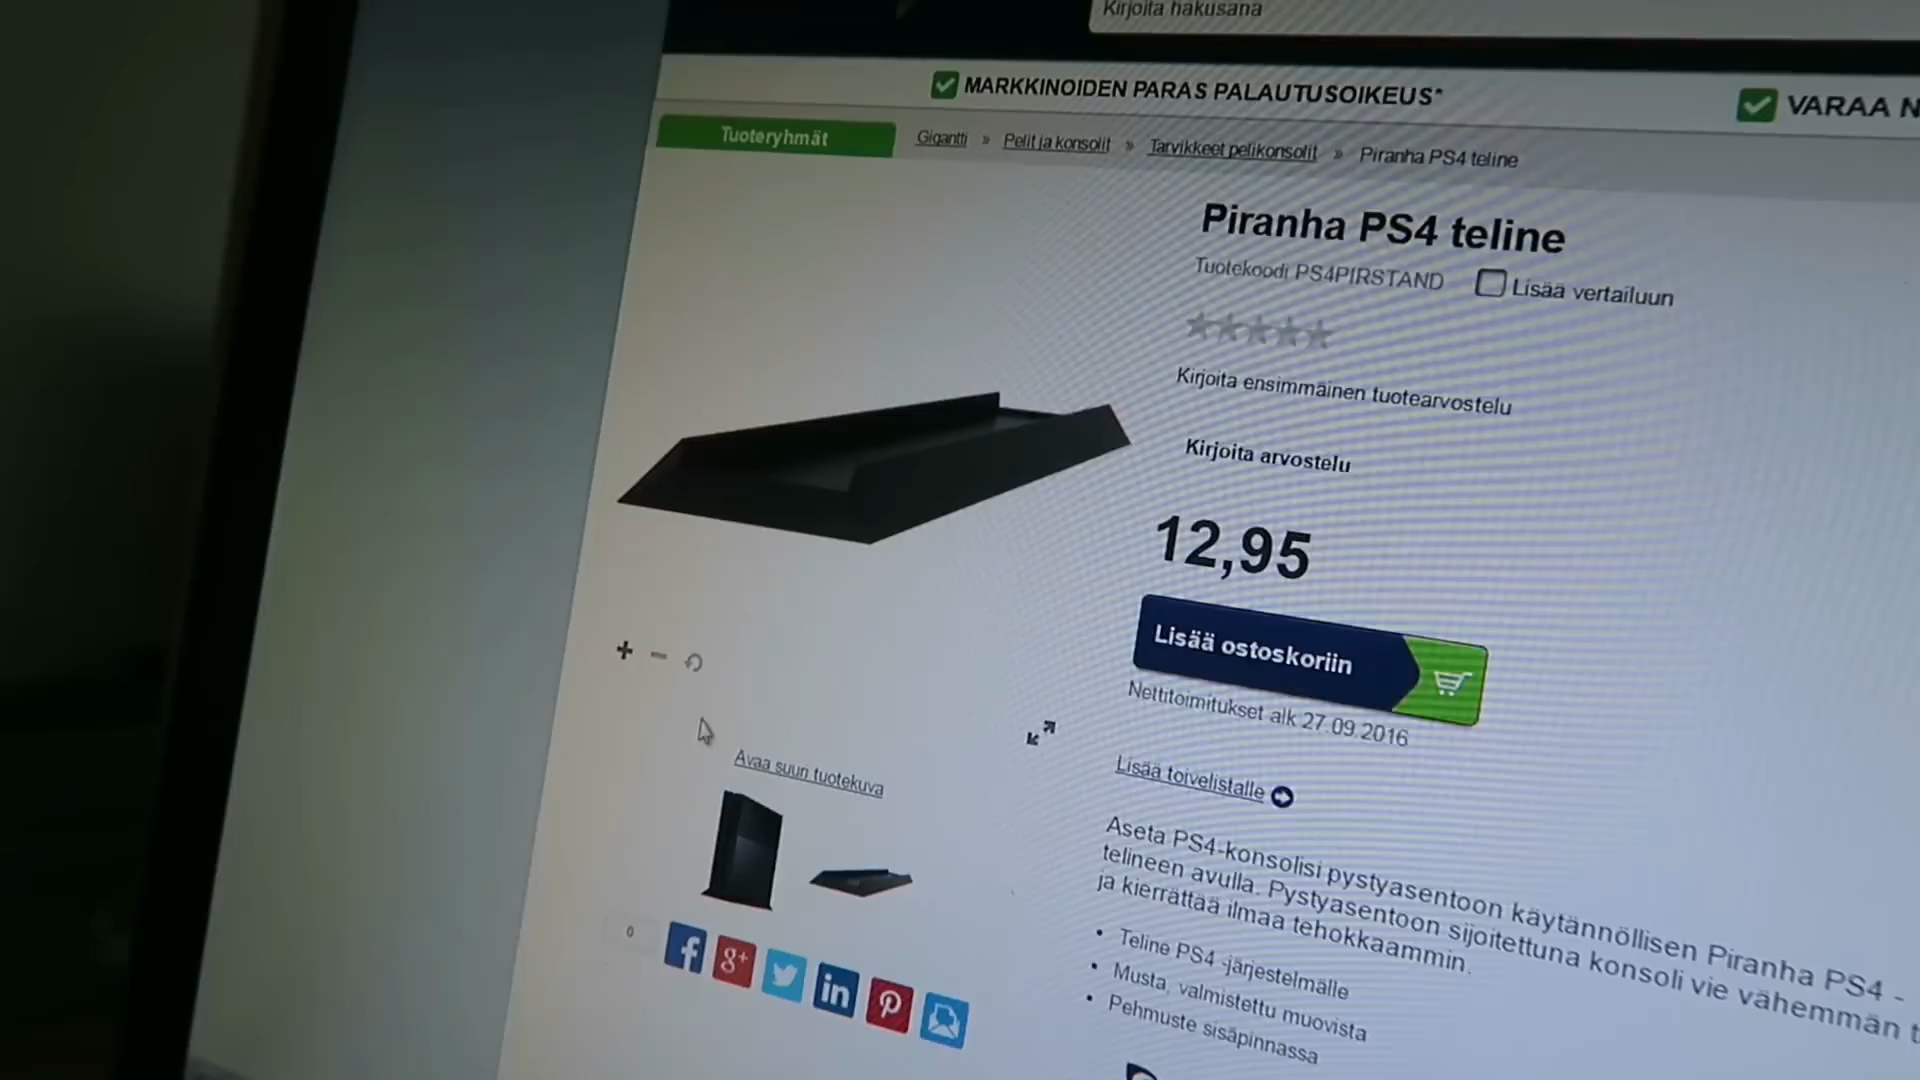 Kirjoita hakusana
MARKKINOIDEN PARAS PALAUTUSOIKEUS*
VARAA N
Tuoteryhmät
Gigantti » Pelit ja konsolit » Tarvikkeet pelikonsolit » Piranha PS4 teline
Piranha PS4 teline
Tuotekoodi PS4PIRSTAND
Lisää vertailuun
Kirjoita ensimmäinen tuotearvostelu
Kirjoita arvostelu
12,95
Lisää ostoskoriin
Nettitoimitukset alk 27.09.2016
Lisää toivelistalle
Avaa suuri tuotekuva
Aseta PS4-konsolisi pystyasentoon käytännöllisen Piranha PS4 -
telineen avulla. Pystyasentoon sijoitettuna konsoli vie vähemmän t
ja kierrättää ilmaa tehokkaammin.
• Teline PS4 -järjestelmälle
• Musta, valmistettu muovista
• Pehmuste sisäpinnassa
0
f
g+
in